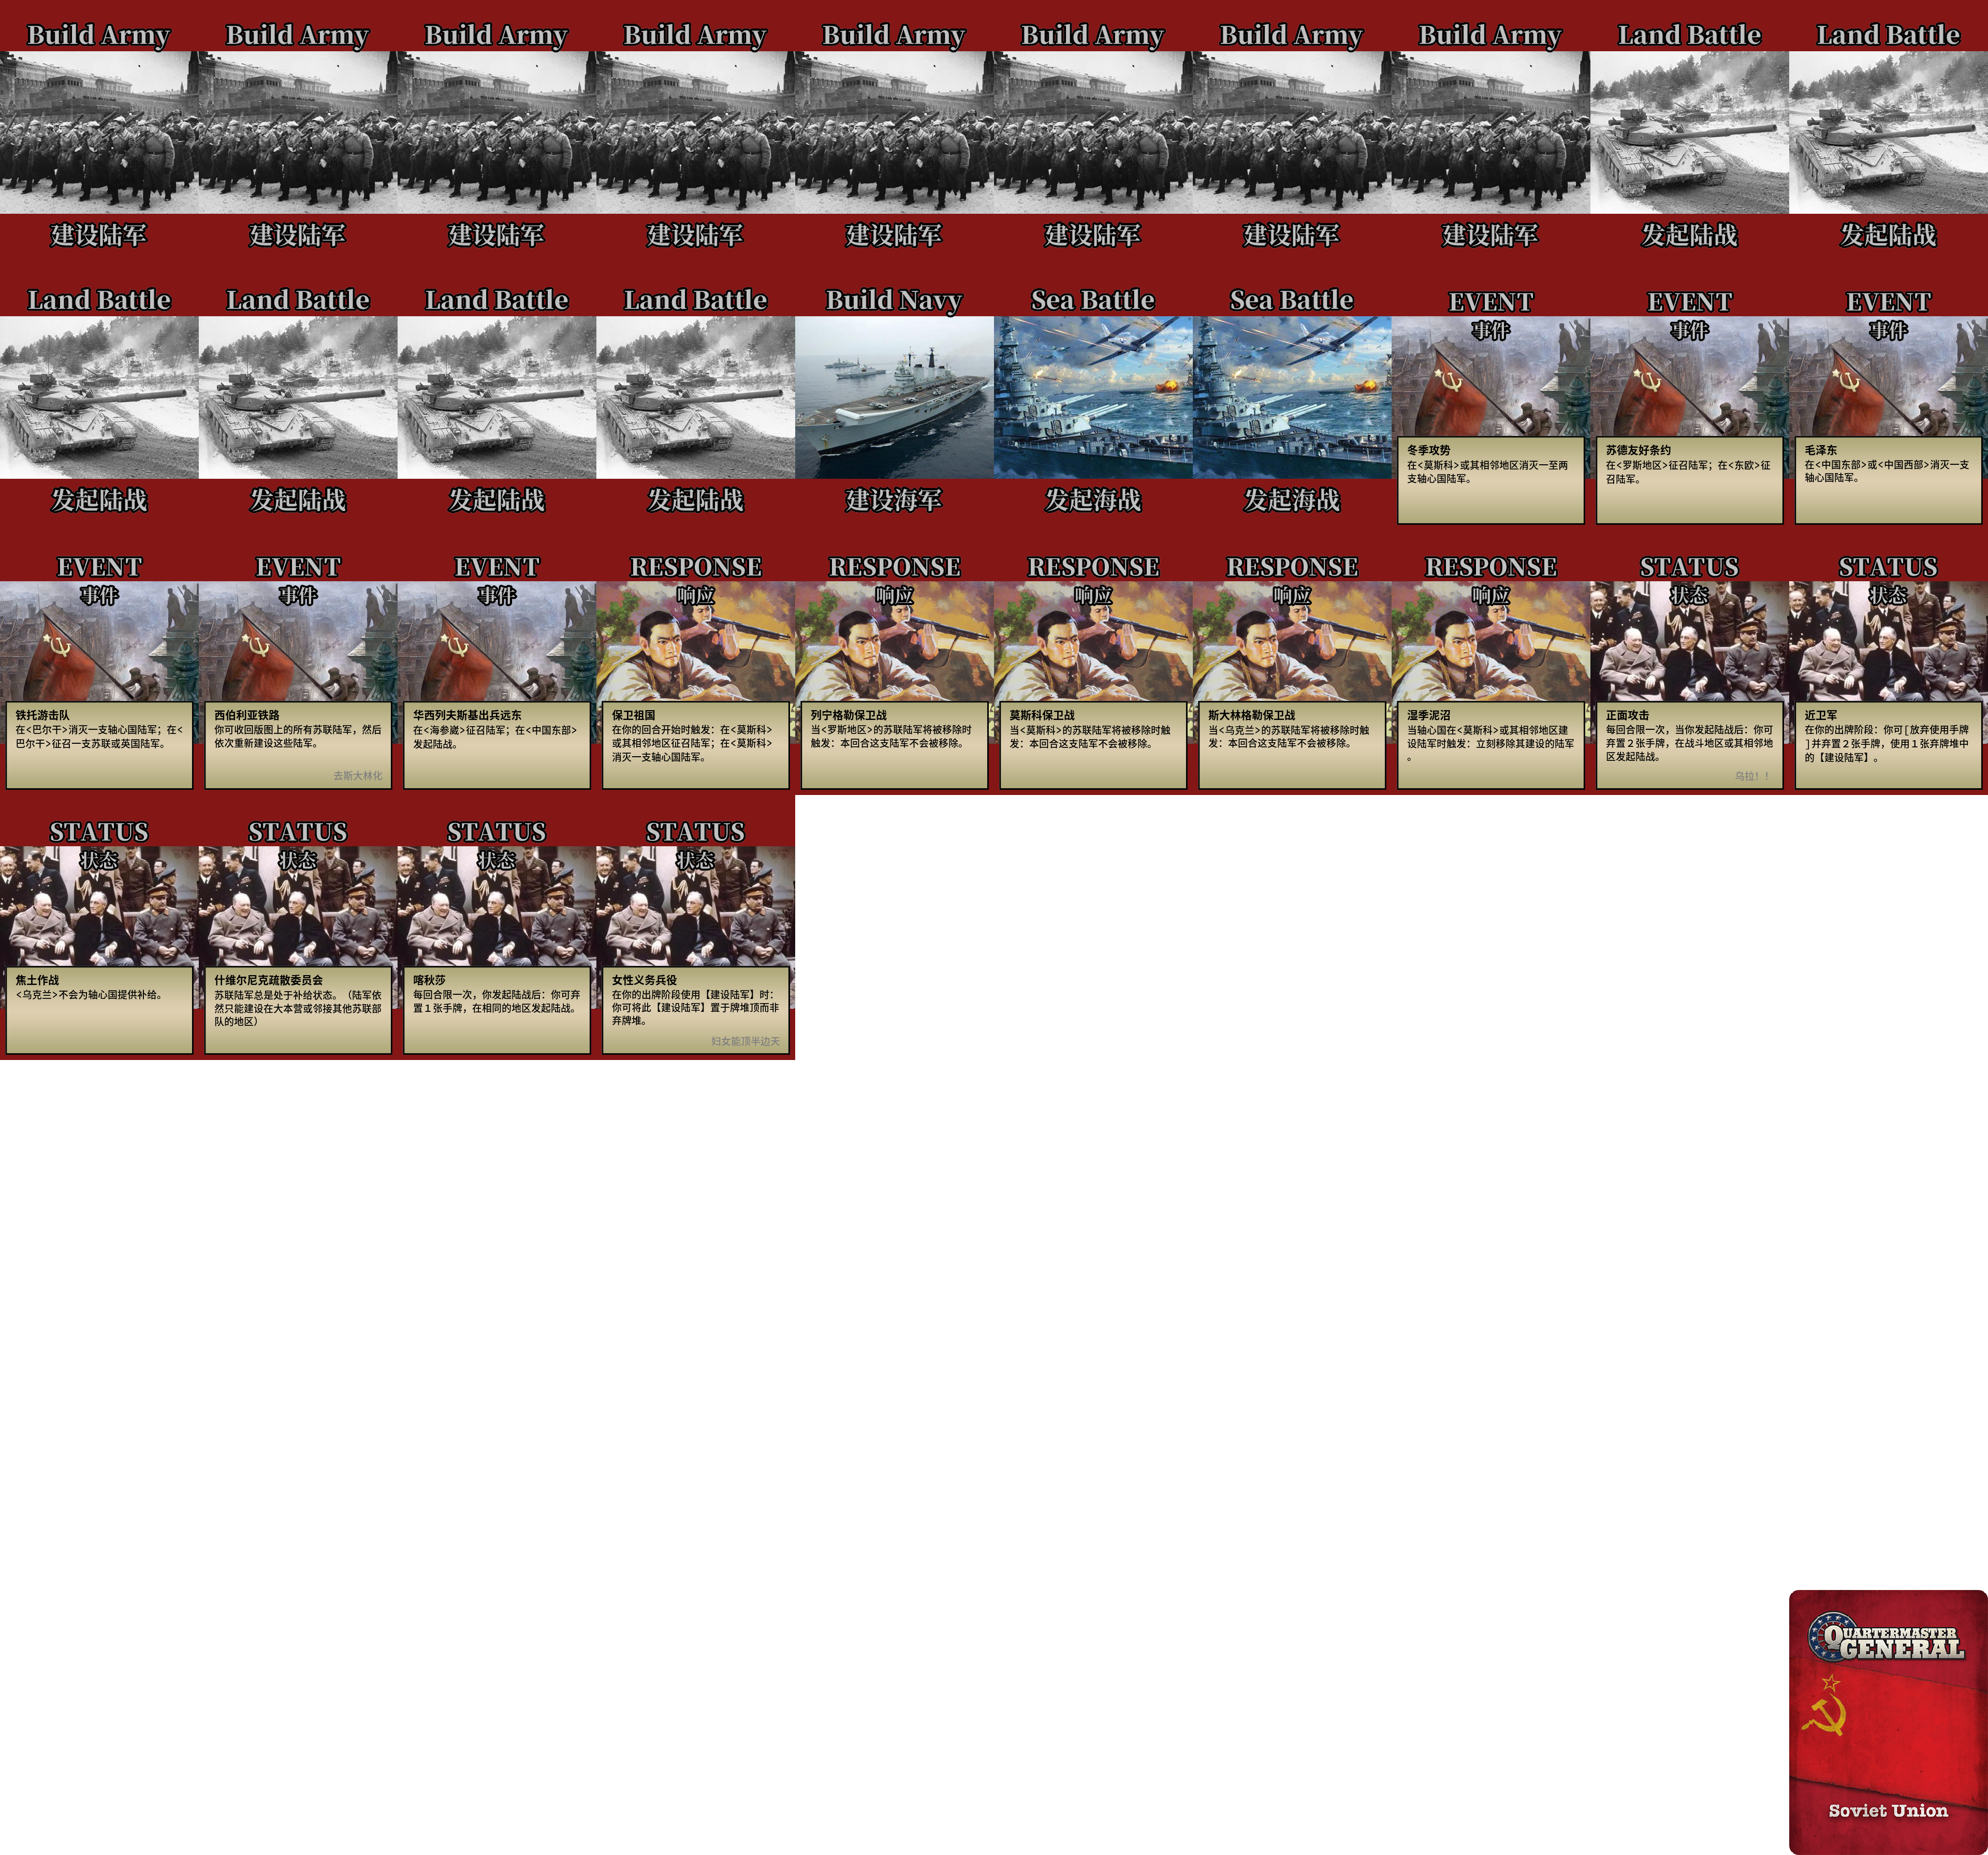 Build Army
建设陆军
Build Army
建设陆军
Build Army
建设陆军
Build Army
建设陆军
Build Army
建设陆军
Build Army
建设陆军
Build Army
建设陆军
Build Army
建设陆军
Land Battle
发起陆战
Land Battle
发起陆战
Land Battle
发起陆战
Land Battle
发起陆战
Land Battle
发起陆战
Land Battle
发起陆战
Build Navy
建设海军
Sea Battle
发起海战
Sea Battle
发起海战
EVENT
事件
冬季攻势
在<莫斯科>或其相邻地区消灭一至两
支轴心国陆军。
EVENT
事件
苏德友好条约
在<罗斯地区>征召陆军；在<东欧>征
召陆军。
EVENT
事件
毛泽东
在<中国东部>或<中国西部>消灭一支
轴心国陆军。
EVENT
事件
铁托游击队
在<巴尔干>消灭一支轴心国陆军；在<
巴尔干>征召一支苏联或英国陆军。
EVENT
事件
西伯利亚铁路
你可收回版图上的所有苏联陆军，然后
依次重新建设这些陆军。
去斯大林化
EVENT
事件
华西列夫斯基出兵远东
在<海参崴>征召陆军；在<中国东部>
发起陆战。
RESPONSE
响应
保卫祖国
在你的回合开始时触发：在<莫斯科>
或其相邻地区征召陆军；在<莫斯科>
消灭一支轴心国陆军。
RESPONSE
响应
列宁格勒保卫战
当<罗斯地区>的苏联陆军将被移除时
触发：本回合这支陆军不会被移除。
RESPONSE
响应
莫斯科保卫战
当<莫斯科>的苏联陆军将被移除时触
发：本回合这支陆军不会被移除。
RESPONSE
响应
斯大林格勒保卫战
当<乌克兰>的苏联陆军将被移除时触
发：本回合这支陆军不会被移除。
RESPONSE
响应
湿季泥沼
当轴心国在<莫斯科>或其相邻地区建
设陆军时触发：立刻移除其建设的陆军
。
STATUS
状态
正面攻击
每回合限一次，当你发起陆战后：你可
弃置２张手牌，在战斗地区或其相邻地
区发起陆战。
乌拉！！
STATUS
状态
近卫军
在你的出牌阶段：你可[放弃使用手牌
]并弃置２张手牌，使用１张弃牌堆中
的【建设陆军】。
STATUS
状态
焦土作战
<乌克兰>不会为轴心国提供补给。
STATUS
状态
什维尔尼克疏散委员会
苏联陆军总是处于补给状态。（陆军依
然只能建设在大本营或邻接其他苏联部
队的地区）
STATUS
状态
喀秋莎
每回合限一次，你发起陆战后：你可弃
置１张手牌，在相同的地区发起陆战。
STATUS
状态
女性义务兵役
在你的出牌阶段使用【建设陆军】时：
你可将此【建设陆军】置于牌堆顶而非
弃牌堆。
妇女能顶半边天
QUARTERMASTER
GENERAL
Soviet Union